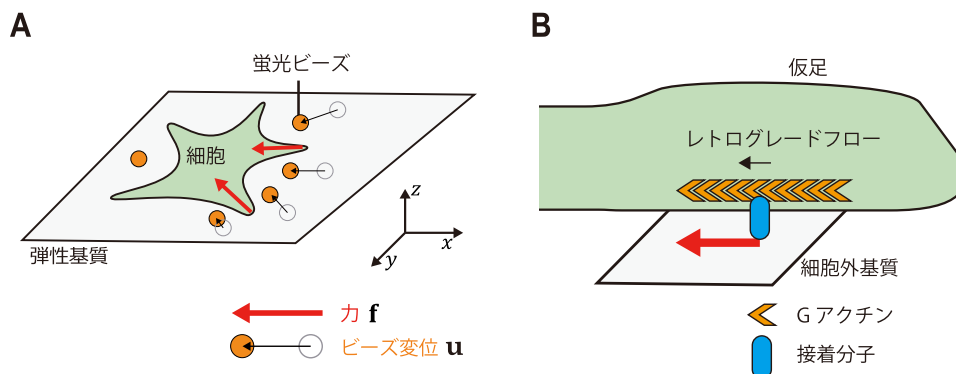 A
蛍光ビーズ
細胞
弾性基質
z
x
y
力 f
ビーズ変位 u
B
仮足
レトログレードフロー
細胞外基質
G アクチン
接着分子